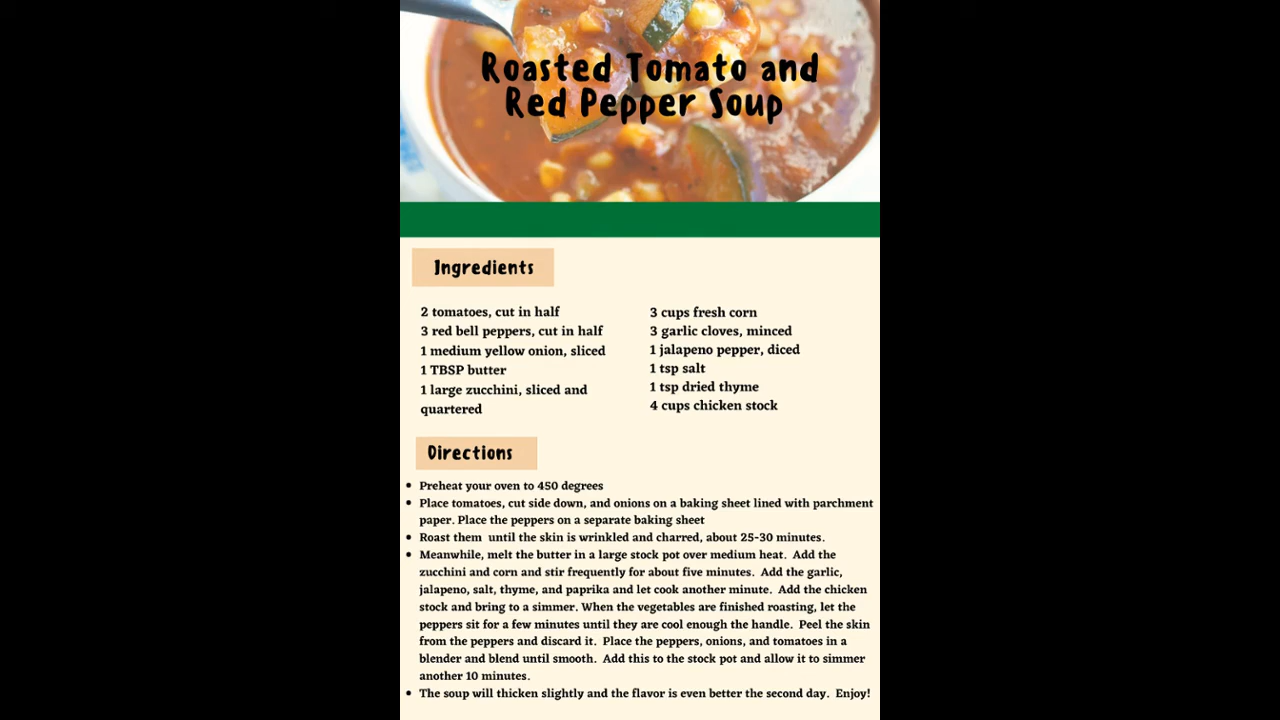 Roasted Tomato and
Red Pepper Soup
Ingredients
2 tomatoes, cut in half
3 red bell peppers, cut in half
1 medium yellow onion, sliced
1 TBSP butter
1 large zucchini, sliced and
quartered
3 cups fresh corn
3 garlic cloves, minced
1 jalapeno pepper, diced
1 tsp salt
1 tsp dried thyme
4 cups chicken stock
Directions
• Preheat your oven to 450 degrees
• Place tomatoes, cut side down, and onions on a baking sheet lined with parchment
paper. Place the peppers on a separate baking sheet
• Roast them until the skin is wrinkled and charred, about 25-30 minutes.
• Meanwhile, melt the butter in a large stock pot over medium heat. Add the
zucchini and corn and stir frequently for about five minutes. Add the garlic,
jalapeno, salt, thyme, and paprika and let cook another minute. Add the chicken
stock and bring to a simmer. When the vegetables are finished roasting, let the
peppers sit for a few minutes until they are cool enough the handle. Peel the skin
from the peppers and discard it. Place the peppers, onions, and tomatoes in a
blender and blend until smooth. Add this to the stock pot and allow it to simmer
another 10 minutes.
• The soup will thicken slightly and the flavor is even better the second day. Enjoy!